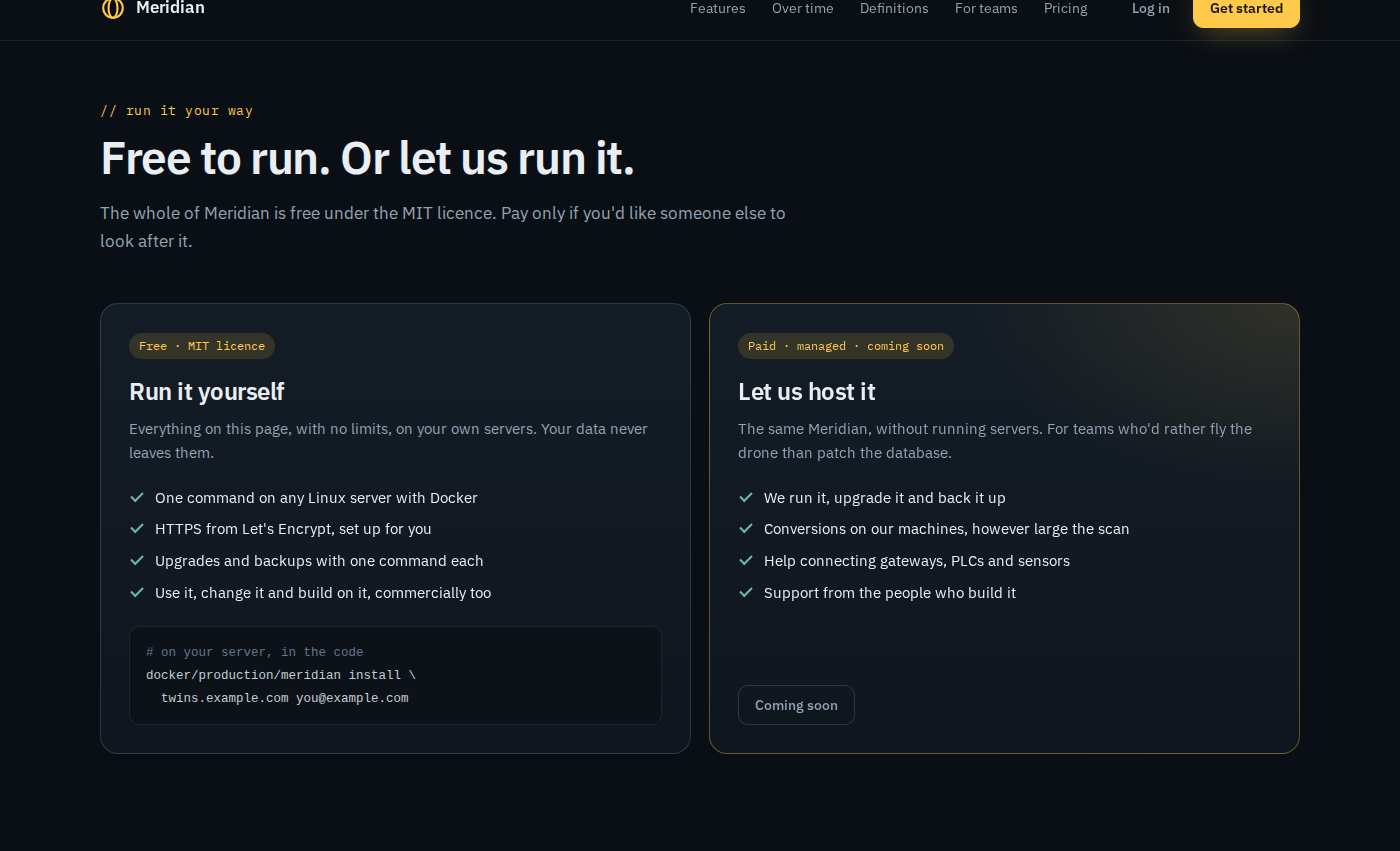 Meridian
Features
Over time
Definitions
For teams
Pricing
Log in
Get started
// run it your way
Free to run. Or let us run it.
The whole of Meridian is free under the MIT licence. Pay only if you'd like someone else to
look after it.
Free · MIT licence
Run it yourself
Everything on this page, with no limits, on your own servers. Your data never
leaves them.
One command on any Linux server with Docker
HTTPS from Let's Encrypt, set up for you
Upgrades and backups with one command each
Use it, change it and build on it, commercially too
# on your server, in the code
docker/production/meridian install \
twins.example.com you@example.com
Paid · managed · coming soon
Let us host it
The same Meridian, without running servers. For teams who'd rather fly the
drone than patch the database.
We run it, upgrade it and back it up
Conversions on our machines, however large the scan
Help connecting gateways, PLCs and sensors
Support from the people who build it
Coming soon